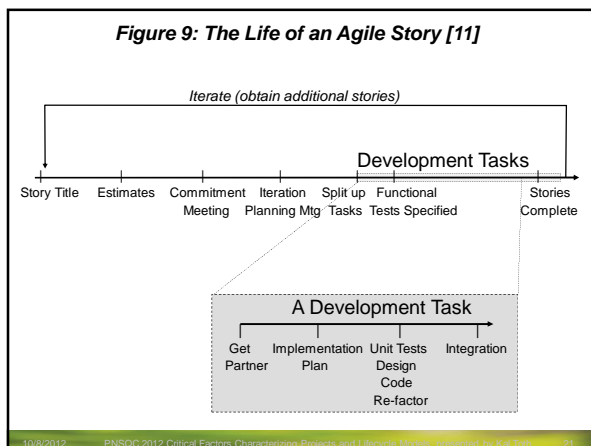 Figure 9: The Life of an Agile Story [11]
Iterate (obtain additional stories)
Development Tasks
Story Title
Estimates
Commitment
Meeting
Iteration
Planning Mtg
Split up
Tasks
Functional
Tests Specified
Stories
Complete
A Development Task
Get
Partner
Implementation
Plan
Unit Tests
Design
Code
Re-factor
Integration
10/8/2012 PNSQC 2012 Critical Factors Characterizing Projects and Lifecycle 21